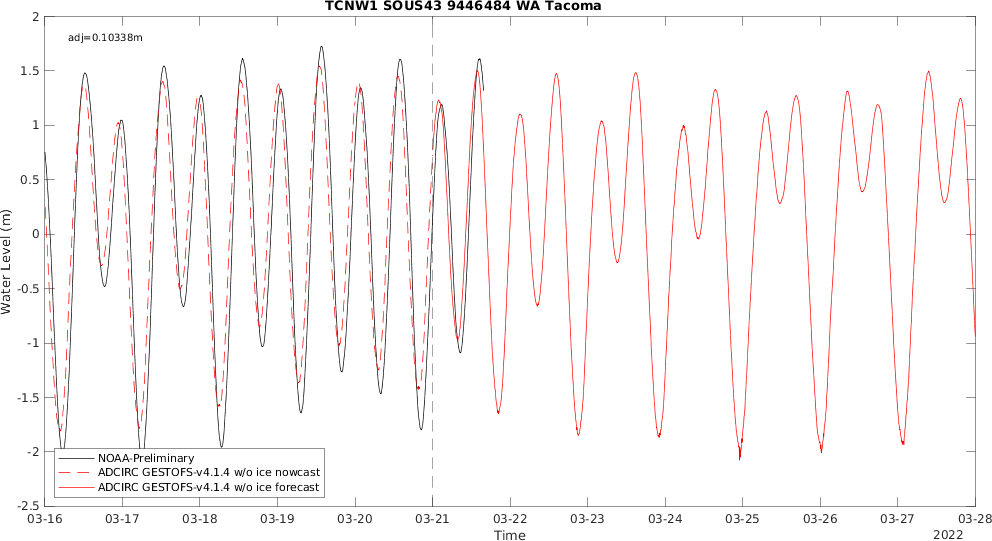 TCNW1 SOUS43 9446484 WA Tacoma
adj=0.10338m
2
1.5
1
0.5
0
-0.5
-1
-1.5
-2
-2.5
Water Level (m)
NOAA-Preliminary
ADCIRC GESTOFS-v4.1.4 w/o ice nowcast
ADCIRC GESTOFS-v4.1.4 w/o ice forecast
03-16 03-17 03-18 03-19 03-20 03-21 03-22 03-23 03-24 03-25 03-26 03-27 03-28
Time
2022